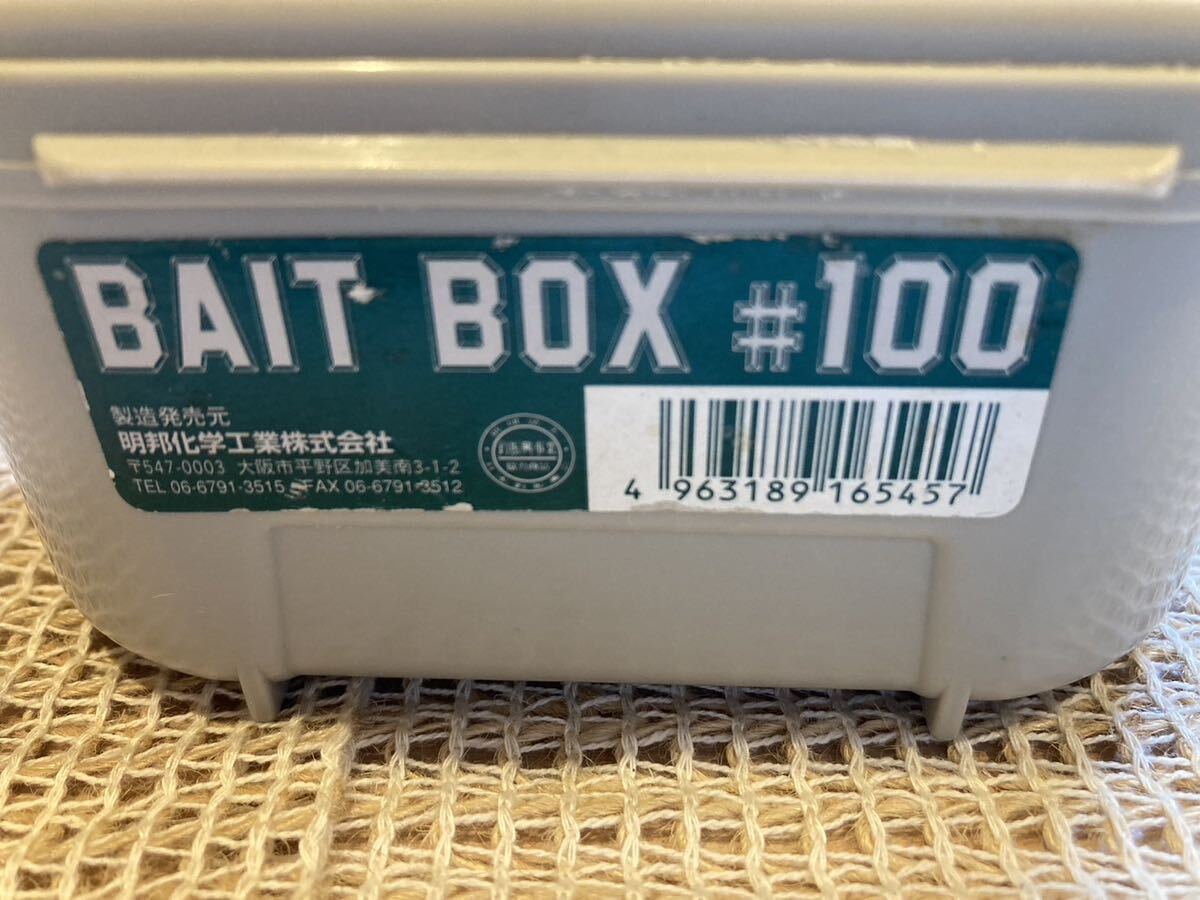 BAIT BOX #100
製造発売元
明邦化学工業株式会社
〒547-0003 大阪市平野区加美南3-1-2
TEL 06-6791-3515 FAX 06-6791-3512
4 963189 165457